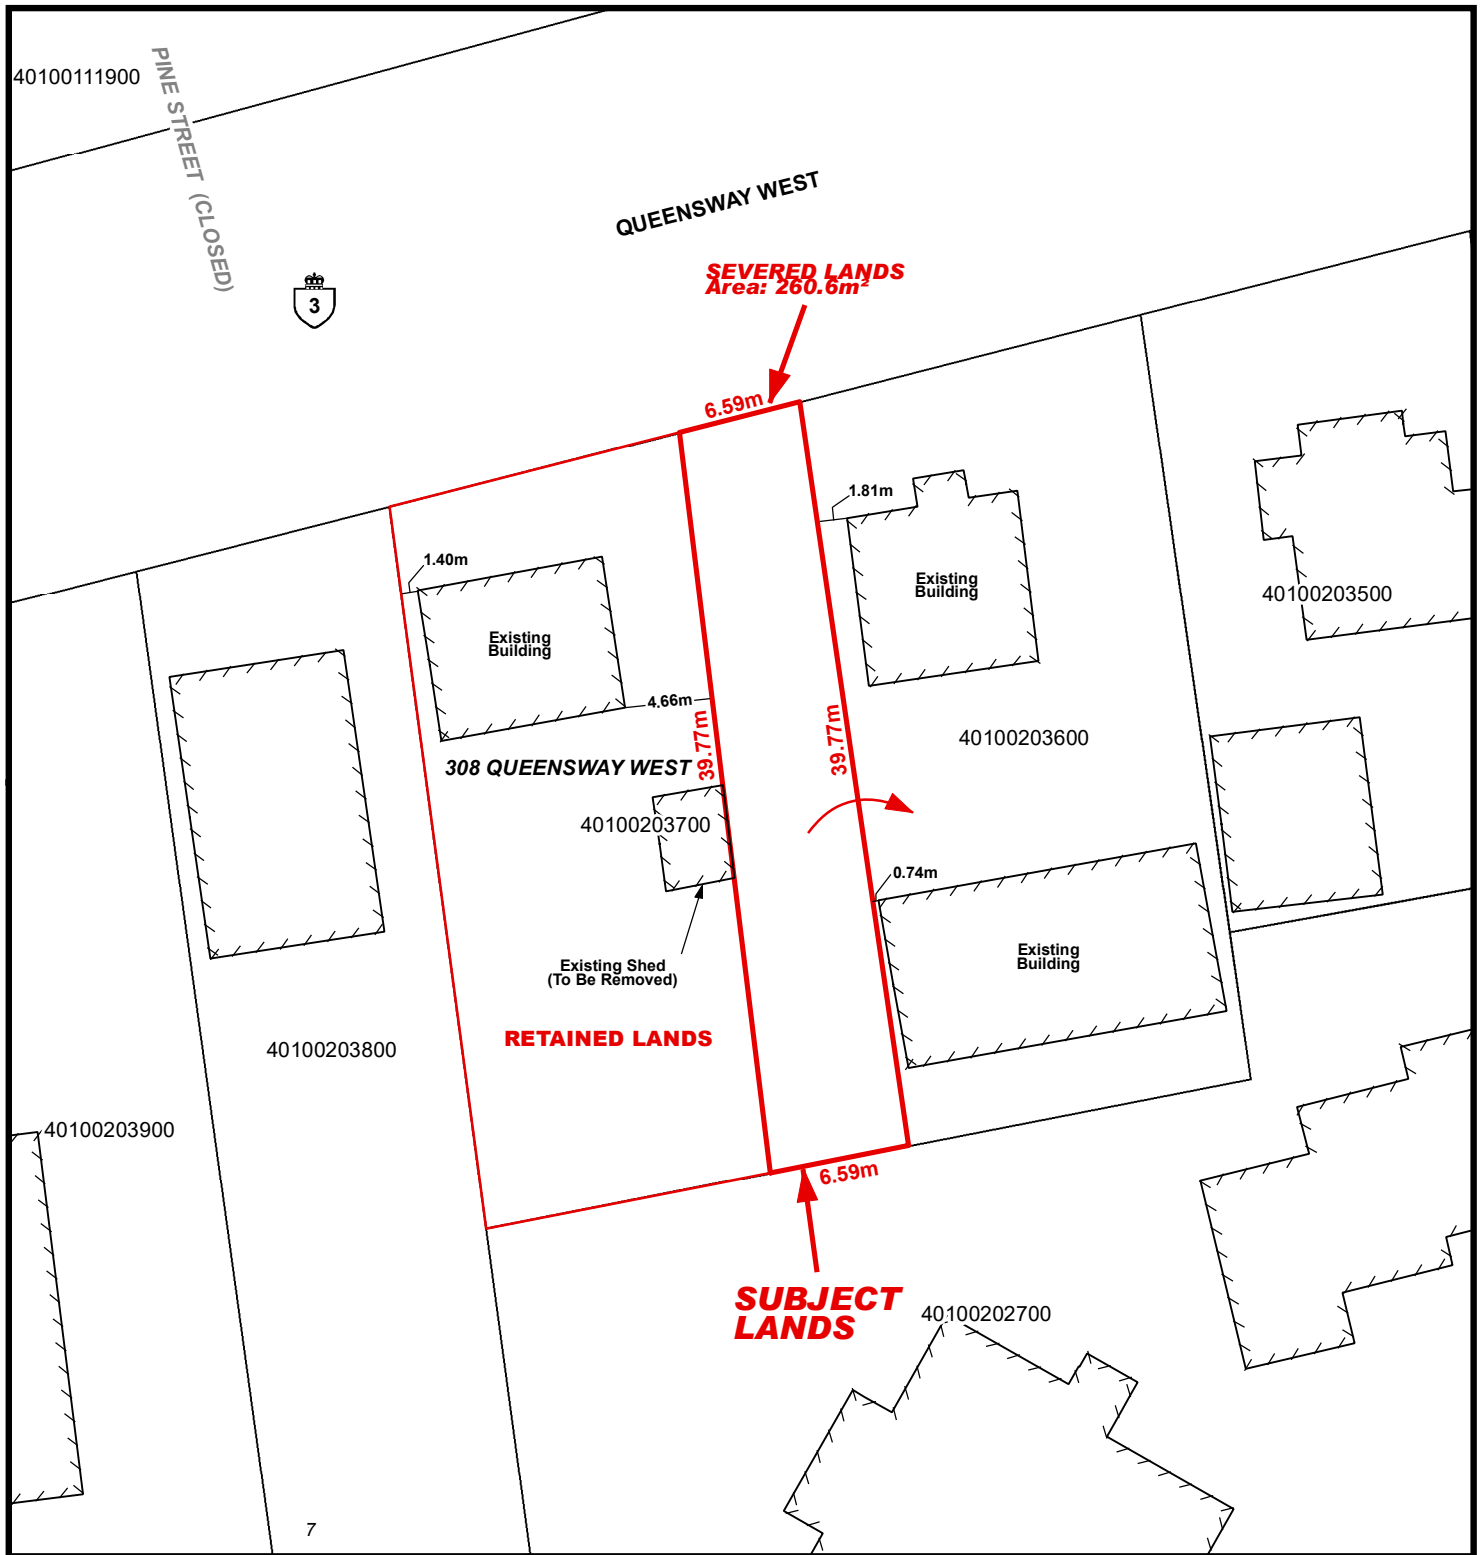 40100111900
PINE STREET (CLOSED)
QUEENSWAY WEST
3
SEVERED LANDS
Area: 260.6m²
6.59m
1.81m
1.40m
Existing
Building
Existing
Building
40100203500
4.66m
39.77m
39.77m
40100203600
308 QUEENSWAY WEST
40100203700
0.74m
Existing
Building
Existing Shed
(To Be Removed)
RETAINED LANDS
40100203800
40100203900
6.59m
SUBJECT
LANDS
40100202700
7